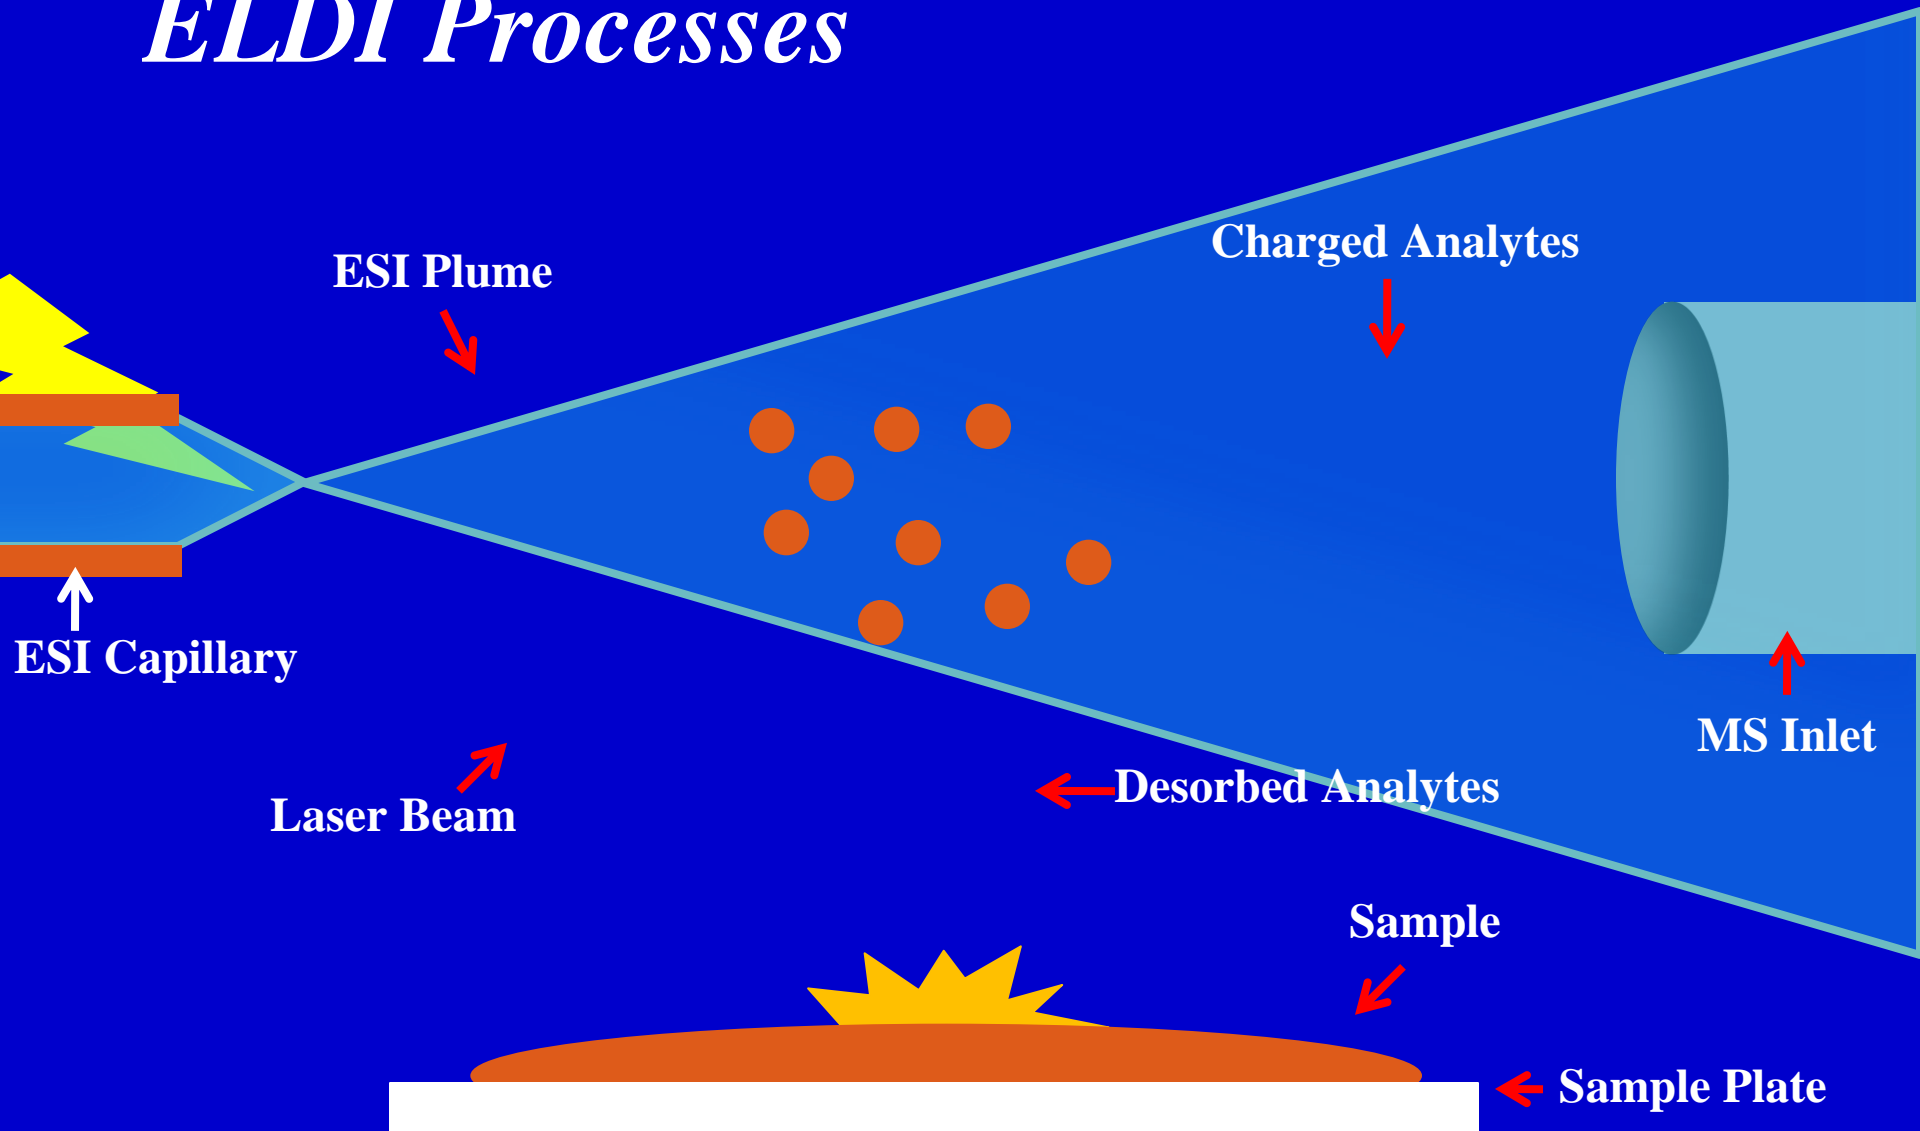 ELDI Processes
Charged Analytes
ESI Plume
ESI Capillary
MS Inlet
Desorbed Analytes
Laser Beam
Sample
Sample Plate